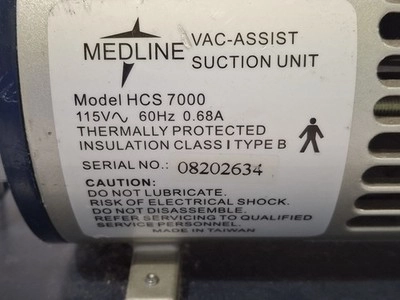 MEDLINE
VAC-ASSIST
SUCTION UNIT
Model HCS 7000
115V∿ 60Hz 0.68A
THERMALLY PROTECTED
INSULATION CLASS I TYPE B
SERIAL NO.: 08202634
CAUTION:
DO NOT LUBRICATE.
RISK OF ELECTRICAL SHOCK.
DO NOT DISASSEMBLE.
REFER SERVICING TO QUALIFIED
SERVICE PERSONNEL.
MADE IN TAIWAN